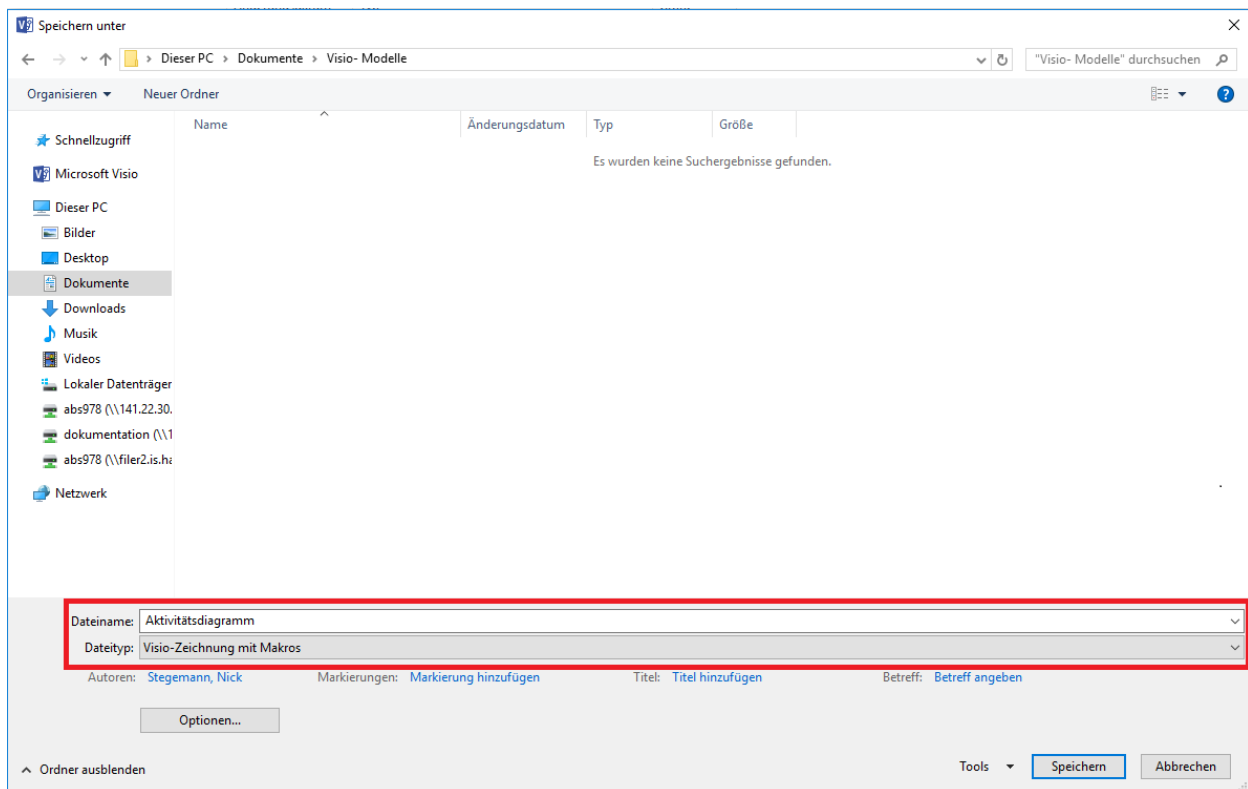 Speichern unter
Dieser PC > Dokumente > Visio- Modelle
"Visio- Modelle" durchsuchen
Organisieren Neuer Ordner
Name Änderungsdatum Typ Größe
Es wurden keine Suchergebnisse gefunden.
Schnellzugriff
Microsoft Visio
Dieser PC
Bilder
Desktop
Dokumente
Downloads
Musik
Videos
Lokaler Datenträger
abs978 (\\141.22.30.
dokumentation (\\1
abs978 (\\filer2.is.ha
Netzwerk
Dateiname: Aktivitätsdiagramm
Dateityp: Visio-Zeichnung mit Makros
Autoren: Stegemann, Nick Markierungen: Markierung hinzufügen Titel: Titel hinzufügen Betreff: Betreff angeben
Optionen...
Ordner ausblenden Tools Speichern Abbrechen